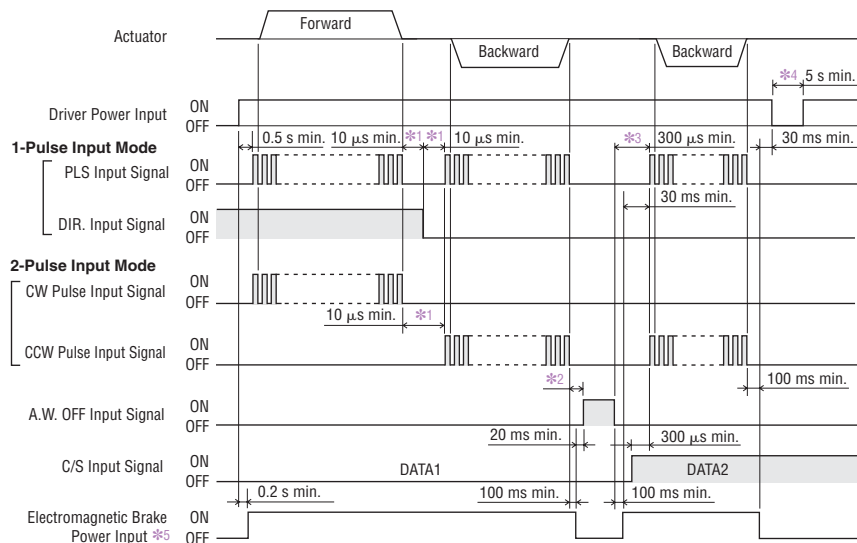 Forward
Actuator
Backward
Backward
✻4
5 s min.
Driver Power Input
ON
OFF
0.5 s min.
10 μs min.
✻1
✻1
10 μs min.
✻3
300 μs min.
30 ms min.
1-Pulse Input Mode
PLS Input Signal
ON
OFF
30 ms min.
DIR. Input Signal
ON
OFF
2-Pulse Input Mode
CW Pulse Input Signal
ON
OFF
10 μs min.
✻1
CCW Pulse Input Signal
ON
OFF
✻2
100 ms min.
A.W. OFF Input Signal
ON
OFF
20 ms min.
300 μs min.
C/S Input Signal
ON
OFF
DATA1
DATA2
0.2 s min.
100 ms min.
100 ms min.
Electromagnetic Brake
Power Input ✻5
ON
OFF